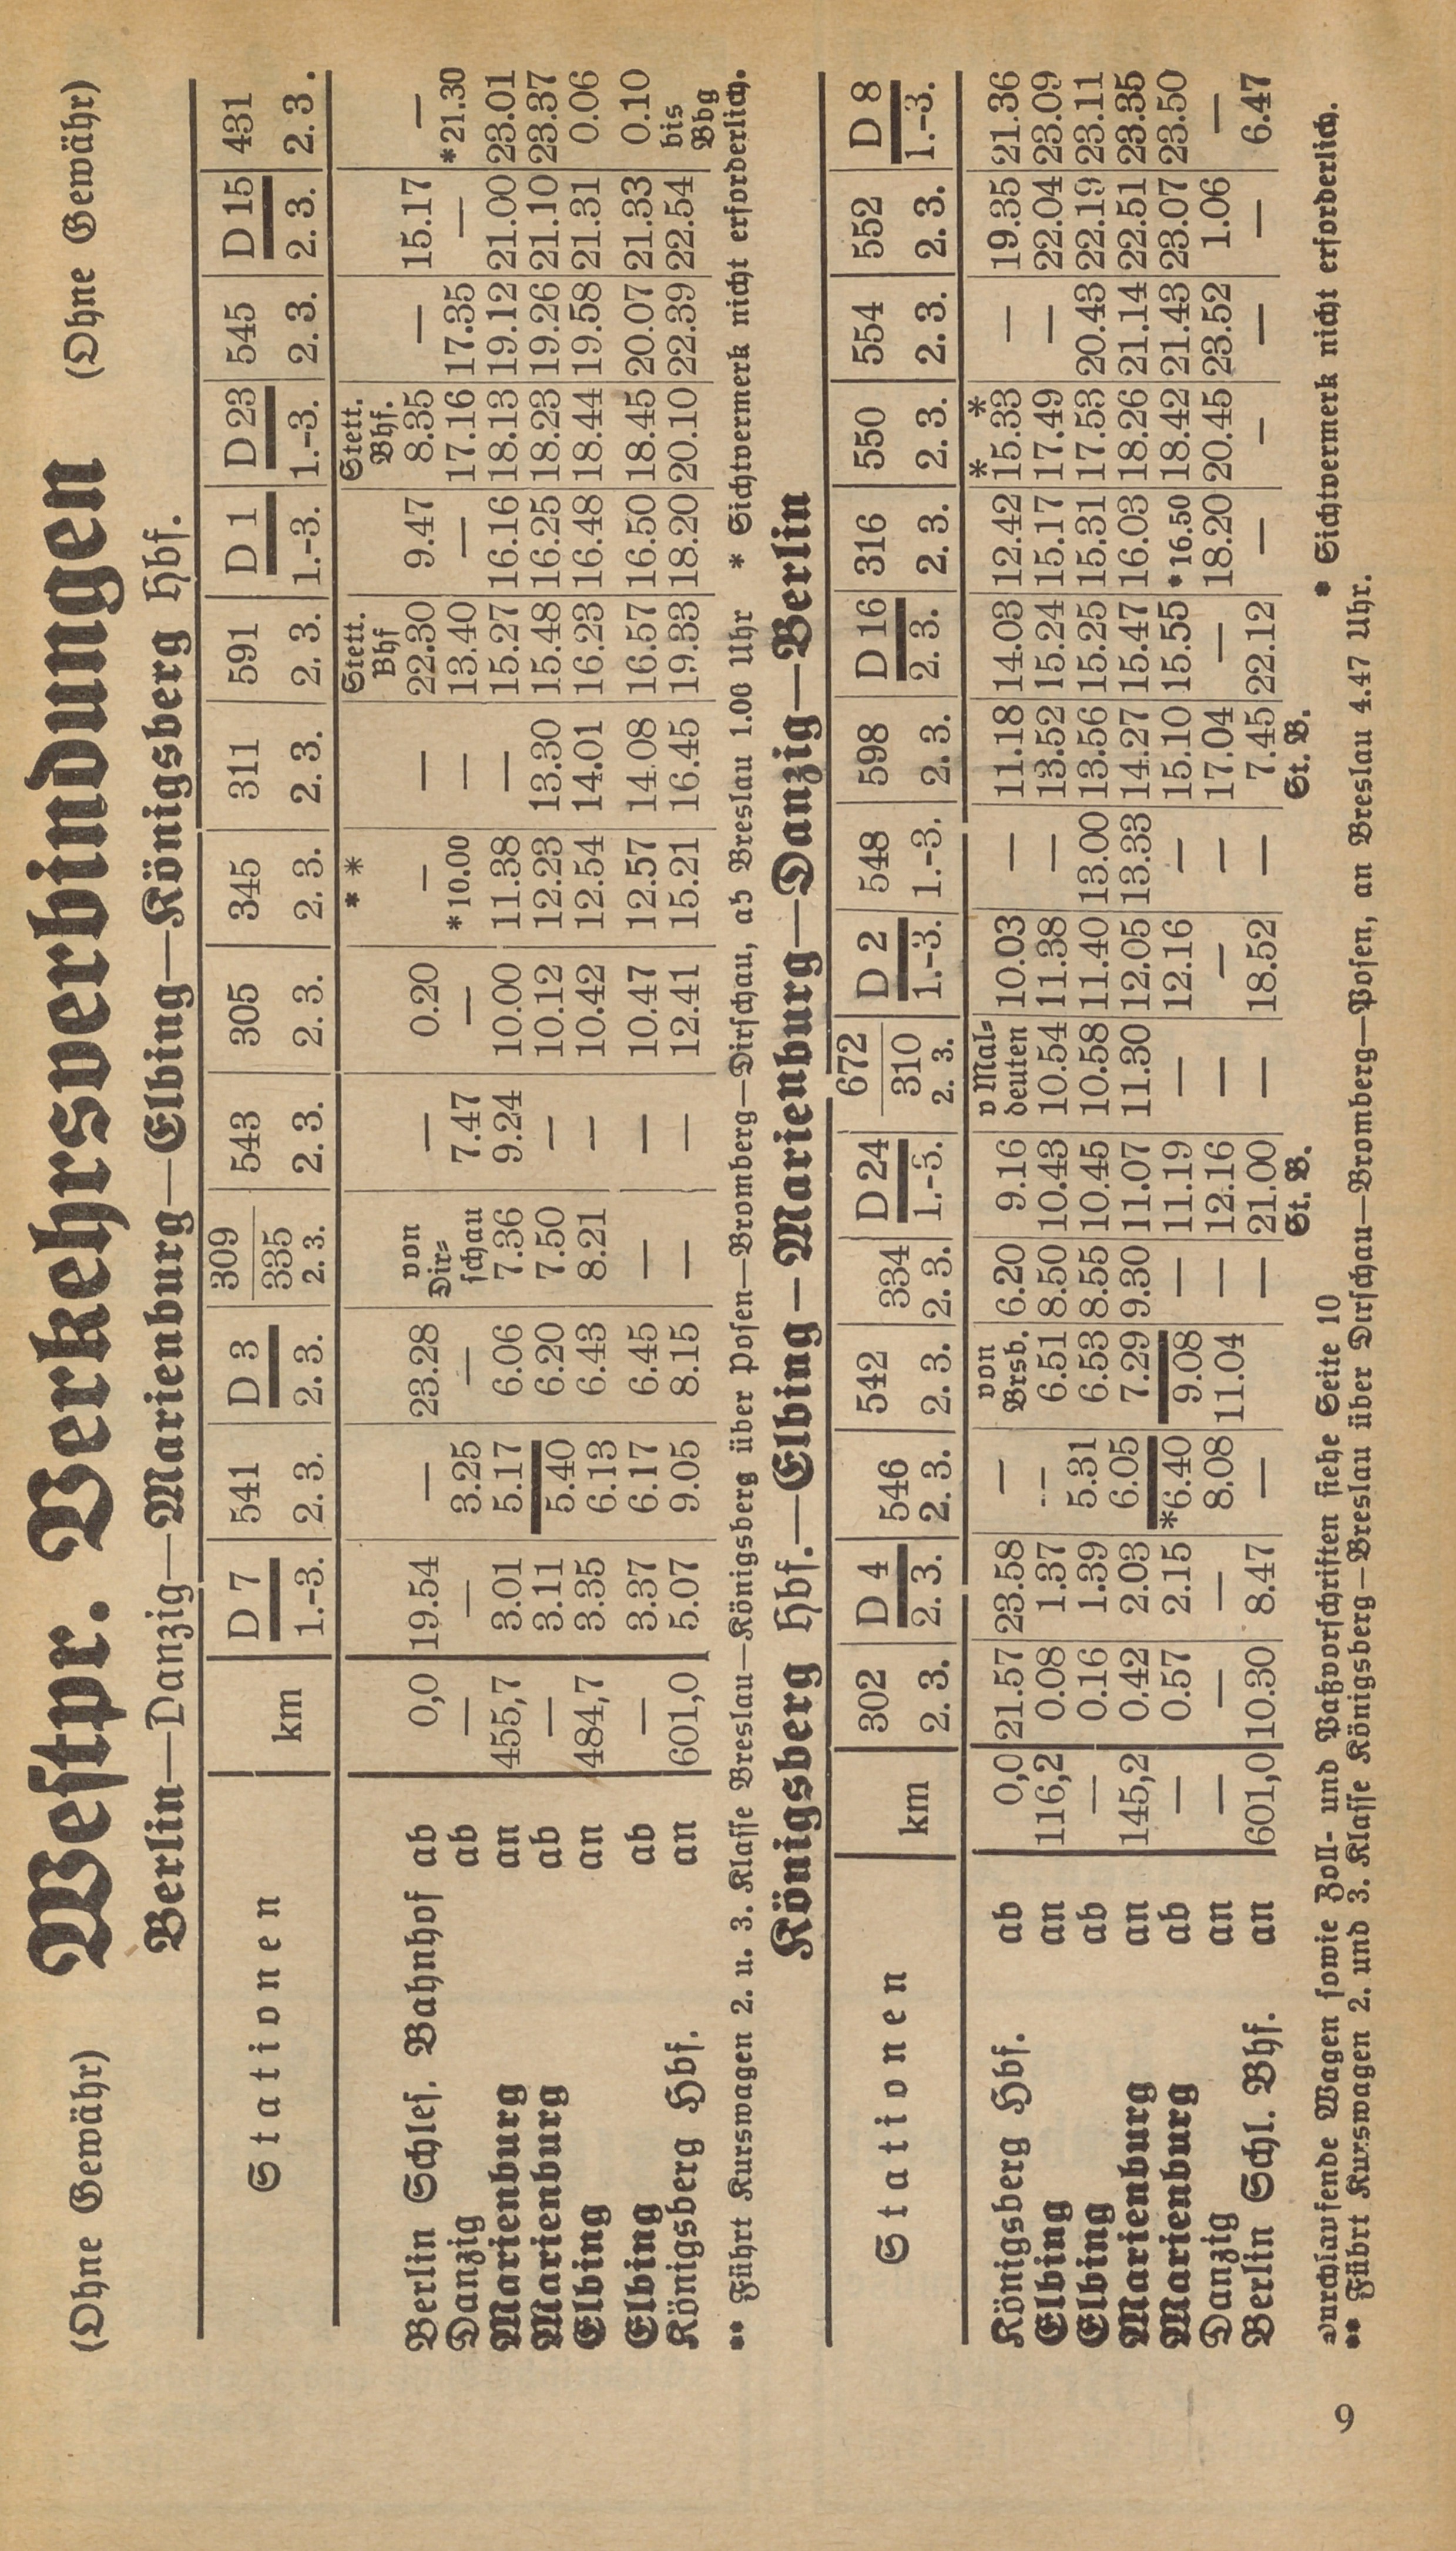 (Ohne Gewähr) Westpr. Verkehrsverbindungen (Ohne Gewähr)
Berlin—Danzig—Marienburg—Elbing—Königsberg Hbf.
Stationen km D 7 541 D 3 309 543 305 345 311 591 D 1 D 23 545 D 15 431
335
1.-3. 2. 3. 2. 3. 2. 3. 2. 3. 2. 3. 2. 3. 2. 3. 2. 3. 1.-3. 1.-3. 2. 3. 2. 3. 2. 3.
* * Stett. Bhf Stett. Bhf.
Berlin Schles. Bahnhof ab 0,0 19.54 — 23.28 von — 0.20 — — 22.30 9.47 8.35 — 15.17 —
Danzig ab — — 3.25 — Dir= 7.47 — *10.00 — 13.40 — 17.16 17.35 — *21.30
Marienburg an 455,7 3.01 5.17 6.06 schau 7.36 9.24 10.00 11.38 — 15.27 16.16 18.13 19.12 21.00 23.01
Marienburg ab — 3.11 5.40 6.20 7.50 — 10.12 12.23 13.30 15.48 16.25 18.23 19.26 21.10 23.37
Elbing an 484,7 3.35 6.13 6.43 8.21 — 10.42 12.54 14.01 16.23 16.48 18.44 19.58 21.31 0.06
Elbing ab — 3.37 6.17 6.45 — — 10.47 12.57 14.08 16.57 16.50 18.45 20.07 21.33 0.10
Königsberg Hbf. an 601,0 5.07 9.05 8.15 — — 12.41 15.21 16.45 19.33 18.20 20.10 22.39 22.54 bis Bbg
** Führt Kurswagen 2. u. 3. Klasse Breslau—Königsberg über Posen—Bromberg—Dirschau, ab Breslau 1.00 Uhr * Sichtvermerk nicht erforderlich.
Königsberg Hbf.—Elbing—Marienburg—Danzig—Berlin
Stationen km 302 D 4 546 542 334 D 24 672 D 2 548 598 D 16 316 550 554 552 D 8
310
2. 3. 2. 3. 2. 3. 2. 3. 2. 3. 1.-3. 2. 3. 1.-3. 1.-3. 2. 3. 2. 3. 2. 3. 2. 3. 2. 3. 2. 3. 1.-3.
* *
Königsberg Hbf. ab 0,0 21.57 23.58 — von Brsb. 6.20 9.16 v Mal= deuten 10.03 — 11.18 14.03 12.42 15.33 — 19.35 21.36
Elbing an 116,2 0.08 1.37 -- 6.51 8.50 10.43 10.54 11.38 — 13.52 15.24 15.17 17.49 — 22.04 23.09
Elbing ab — 0.16 1.39 5.31 6.53 8.55 10.45 10.58 11.40 13.00 13.56 15.25 15.31 17.53 20.43 22.19 23.11
Marienburg an 145,2 0.42 2.03 6.05 7.29 9.30 11.07 11.30 12.05 13.33 14.27 15.47 16.03 18.26 21.14 22.51 23.35
Marienburg ab — 0.57 2.15 *6.40 9.08 — 11.19 — 12.16 — 15.10 15.55 *16.50 18.42 21.43 23.07 23.50
Danzig an — — — 8.08 11.04 — 12.16 — — — 17.04 — 18.20 20.45 23.52 1.06 —
Berlin Schl. Bhf. an 601,0 10.30 8.47 — — 21.00 — 18.52 — 7.45 22.12 — — — — 6.47
St. B. St. B.
Durchlaufende Wagen sowie Zoll- und Paßvorschriften siehe Seite 10 * Sichtvermerk nicht erforderlich.
** Führt Kurswagen 2. und 3. Klasse Königsberg—Breslau über Dirschau—Bromberg—Posen, an Breslau 4.47 Uhr.
9